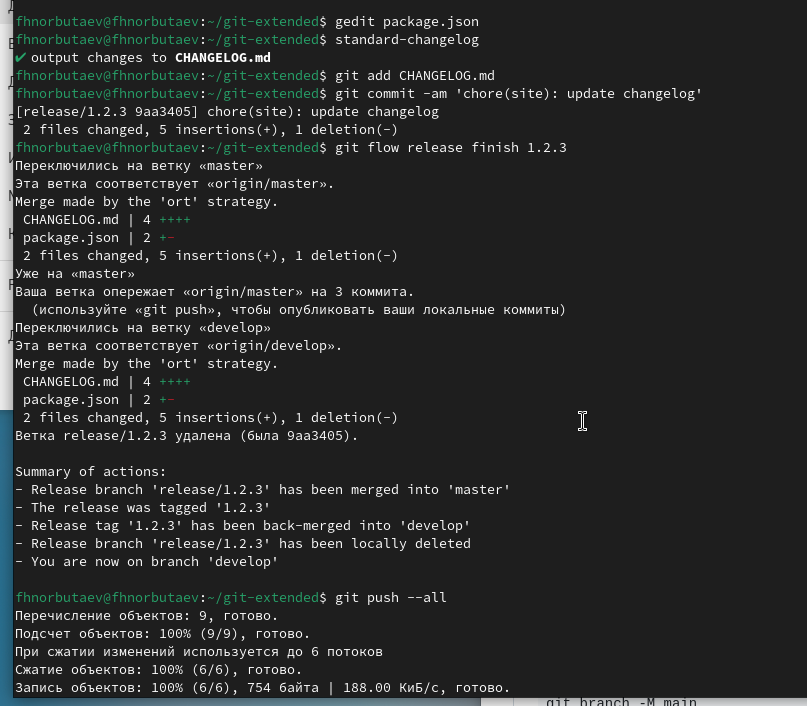 fhnorbutaev@fhnorbutaev:~/git-extended$ gedit package.json
fhnorbutaev@fhnorbutaev:~/git-extended$ standard-changelog
✔ output changes to CHANGELOG.md
fhnorbutaev@fhnorbutaev:~/git-extended$ git add CHANGELOG.md
fhnorbutaev@fhnorbutaev:~/git-extended$ git commit -am 'chore(site): update changelog'
[release/1.2.3 9aa3405] chore(site): update changelog
 2 files changed, 5 insertions(+), 1 deletion(-)
fhnorbutaev@fhnorbutaev:~/git-extended$ git flow release finish 1.2.3
Переключились на ветку «master»
Эта ветка соответствует «origin/master».
Merge made by the 'ort' strategy.
 CHANGELOG.md | 4 ++++
 package.json | 2 +-
 2 files changed, 5 insertions(+), 1 deletion(-)
Уже на «master»
Ваша ветка опережает «origin/master» на 3 коммита.
  (используйте «git push», чтобы опубликовать ваши локальные коммиты)
Переключились на ветку «develop»
Эта ветка соответствует «origin/develop».
Merge made by the 'ort' strategy.
 CHANGELOG.md | 4 ++++
 package.json | 2 +-
 2 files changed, 5 insertions(+), 1 deletion(-)
Ветка release/1.2.3 удалена (была 9aa3405).

Summary of actions:
- Release branch 'release/1.2.3' has been merged into 'master'
- The release was tagged '1.2.3'
- Release tag '1.2.3' has been back-merged into 'develop'
- Release branch 'release/1.2.3' has been locally deleted
- You are now on branch 'develop'

fhnorbutaev@fhnorbutaev:~/git-extended$ git push --all
Перечисление объектов: 9, готово.
Подсчет объектов: 100% (9/9), готово.
При сжатии изменений используется до 6 потоков
Сжатие объектов: 100% (6/6), готово.
Запись объектов: 100% (6/6), 754 байта | 188.00 КиБ/с, готово.
git branch -M main